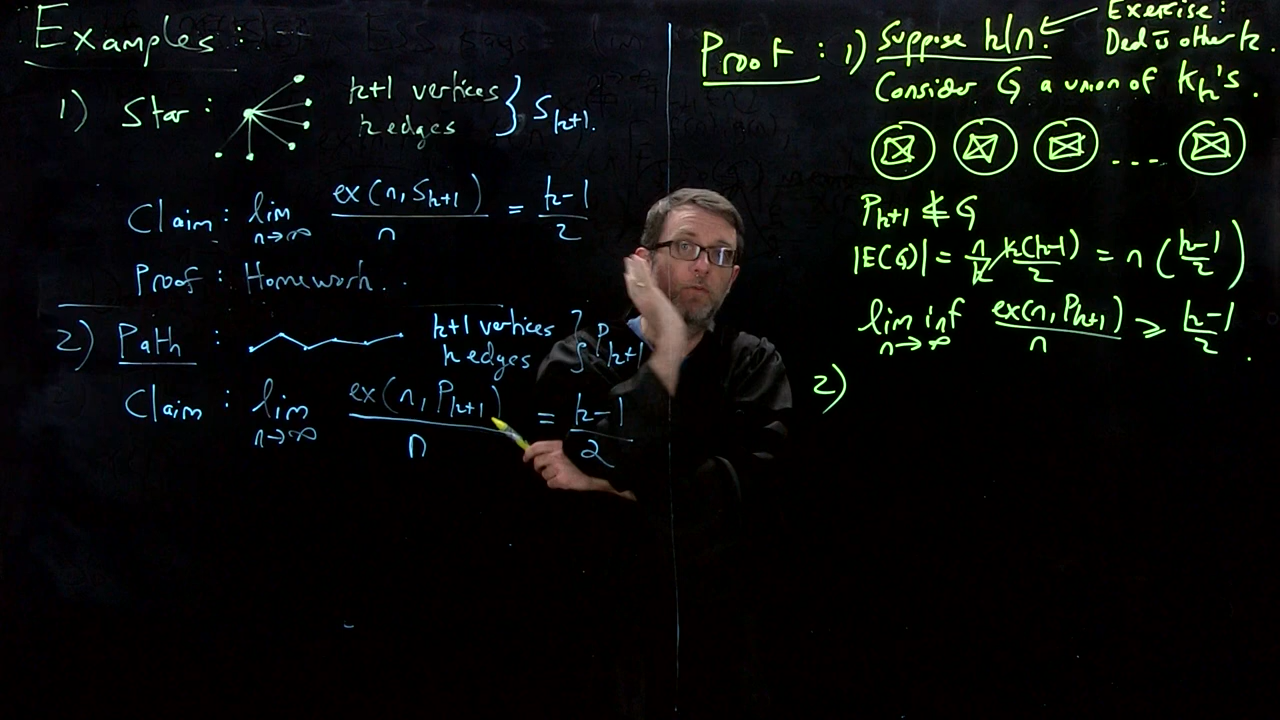 Examples :
1) Star :
k+1 vertices
k edges
} S_{k+1}.
Claim : lim_{n→∞} ex(n, S_{k+1}) / n = (k-1)/2
Proof : Homework...
2) Path :
k+1 vertices
k edges
} P_{k+1}
Claim : lim_{n→∞} ex(n, P_{k+1}) / n = (k-1)/2
Proof : 1) Suppose k|n.
Exercise :
other k.
Consider G a union of K_k's.
....
P_{k+1} ⊄ G
|E(G)| = n/k k(k-1)/2 = n ((k-1)/2)
lim inf_{n→∞} ex(n, P_{k+1}) / n ⩾ (k-1)/2 .
2)